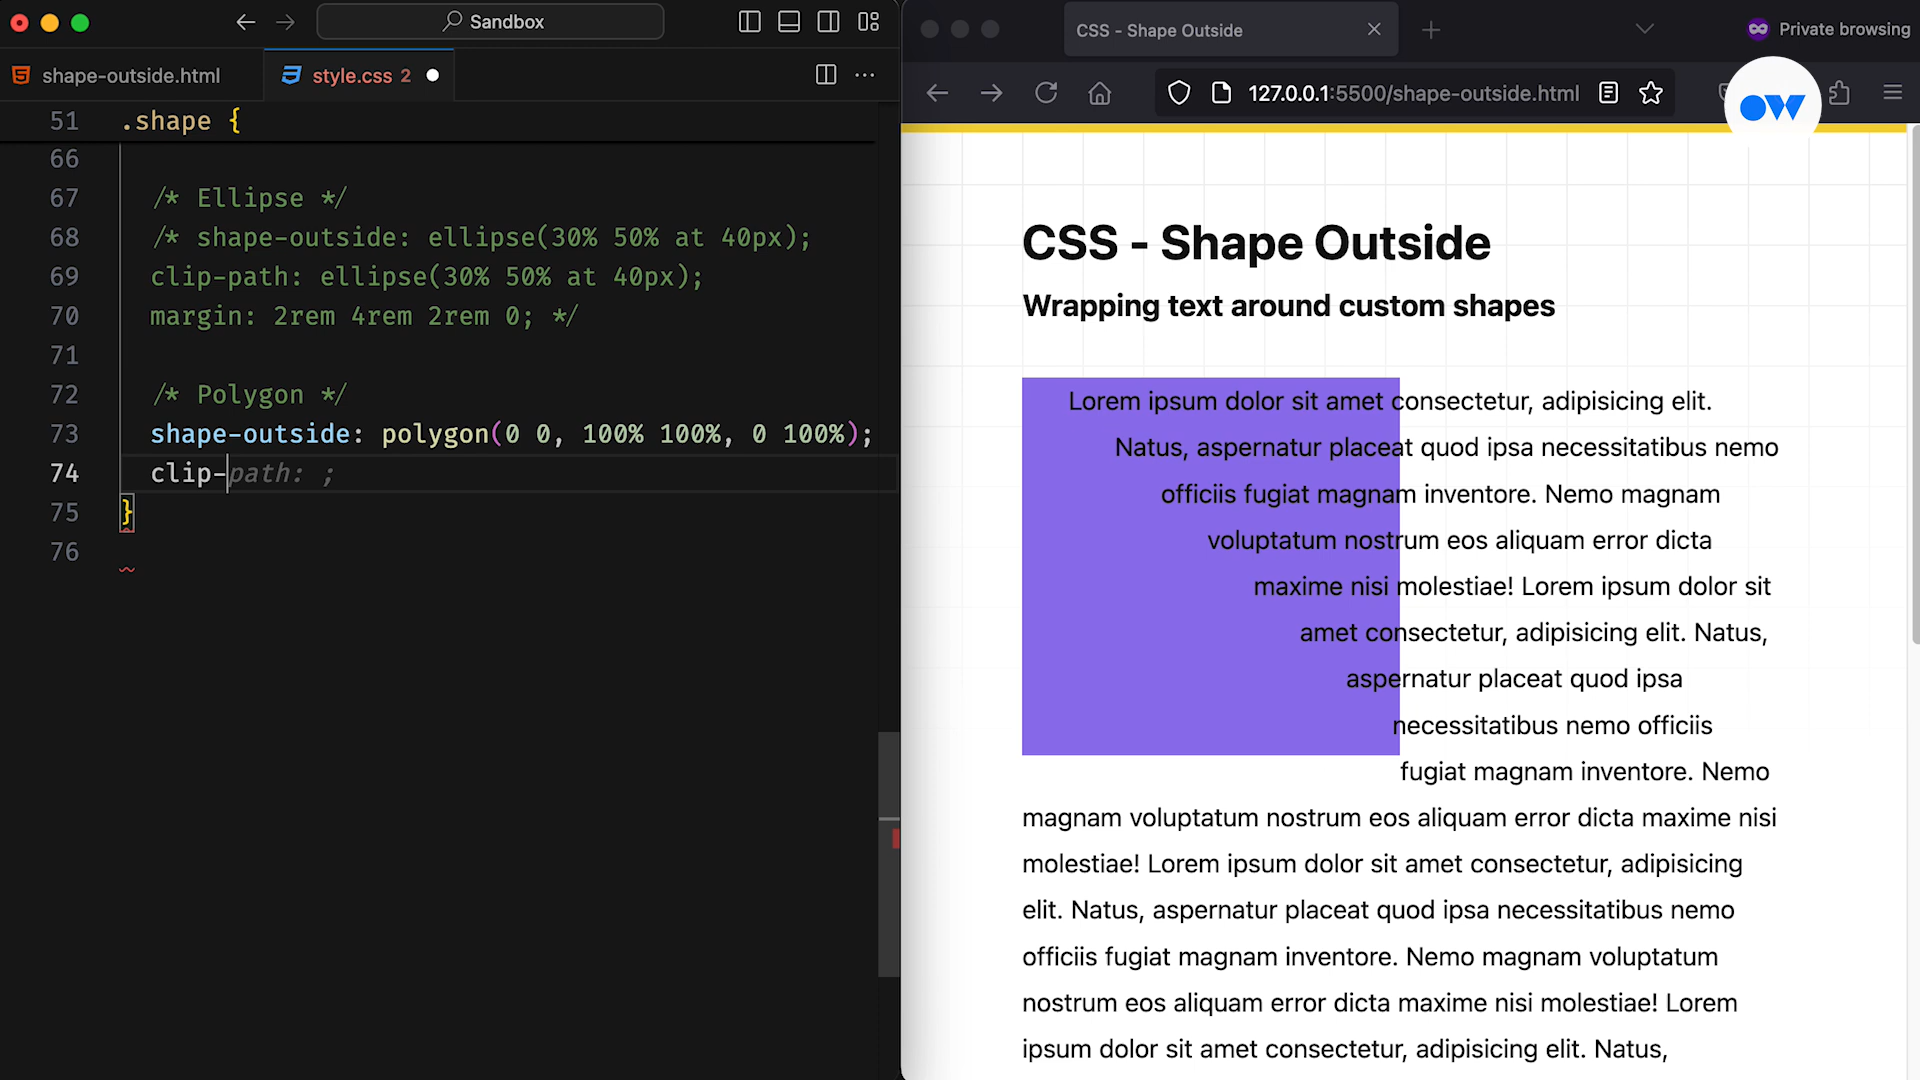 Sandbox
shape-outside.html
style.css 2
51 .shape {
66
67 /* Ellipse */
68 /* shape-outside: ellipse(30% 50% at 40px);
69 clip-path: ellipse(30% 50% at 40px);
70 margin: 2rem 4rem 2rem 0; */
71
72 /* Polygon */
73 shape-outside: polygon(0 0, 100% 100%, 0 100%);
74 clip-path: ;
75 }
76
CSS - Shape Outside
Private browsing
127.0.0.1:5500/shape-outside.html
OW
CSS - Shape Outside
Wrapping text around custom shapes
Lorem ipsum dolor sit amet consectetur, adipisicing elit.
Natus, aspernatur placeat quod ipsa necessitatibus nemo
officiis fugiat magnam inventore. Nemo magnam
voluptatum nostrum eos aliquam error dicta
maxime nisi molestiae! Lorem ipsum dolor sit
amet consectetur, adipisicing elit. Natus,
aspernatur placeat quod ipsa
necessitatibus nemo officiis
fugiat magnam inventore. Nemo
magnam voluptatum nostrum eos aliquam error dicta maxime nisi
molestiae! Lorem ipsum dolor sit amet consectetur, adipisicing
elit. Natus, aspernatur placeat quod ipsa necessitatibus nemo
officiis fugiat magnam inventore. Nemo magnam voluptatum
nostrum eos aliquam error dicta maxime nisi molestiae! Lorem
ipsum dolor sit amet consectetur, adipisicing elit. Natus,